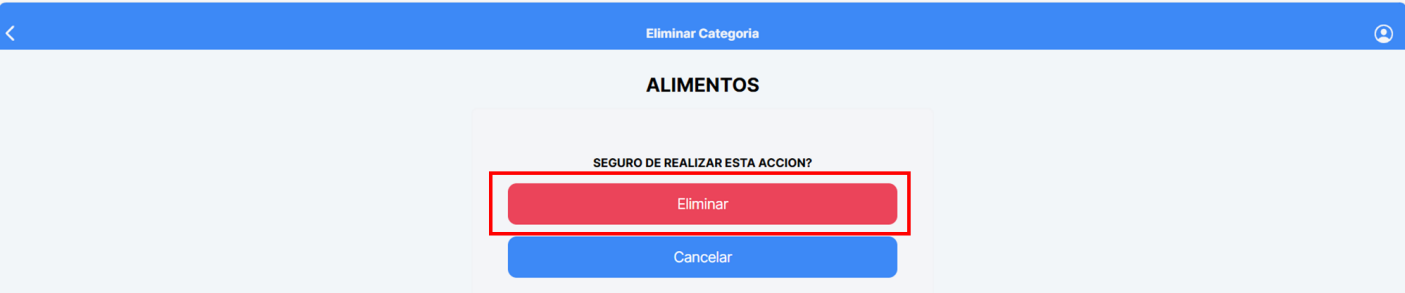 Eliminar Categoria
ALIMENTOS
SEGURO DE REALIZAR ESTA ACCION?
Eliminar
Cancelar